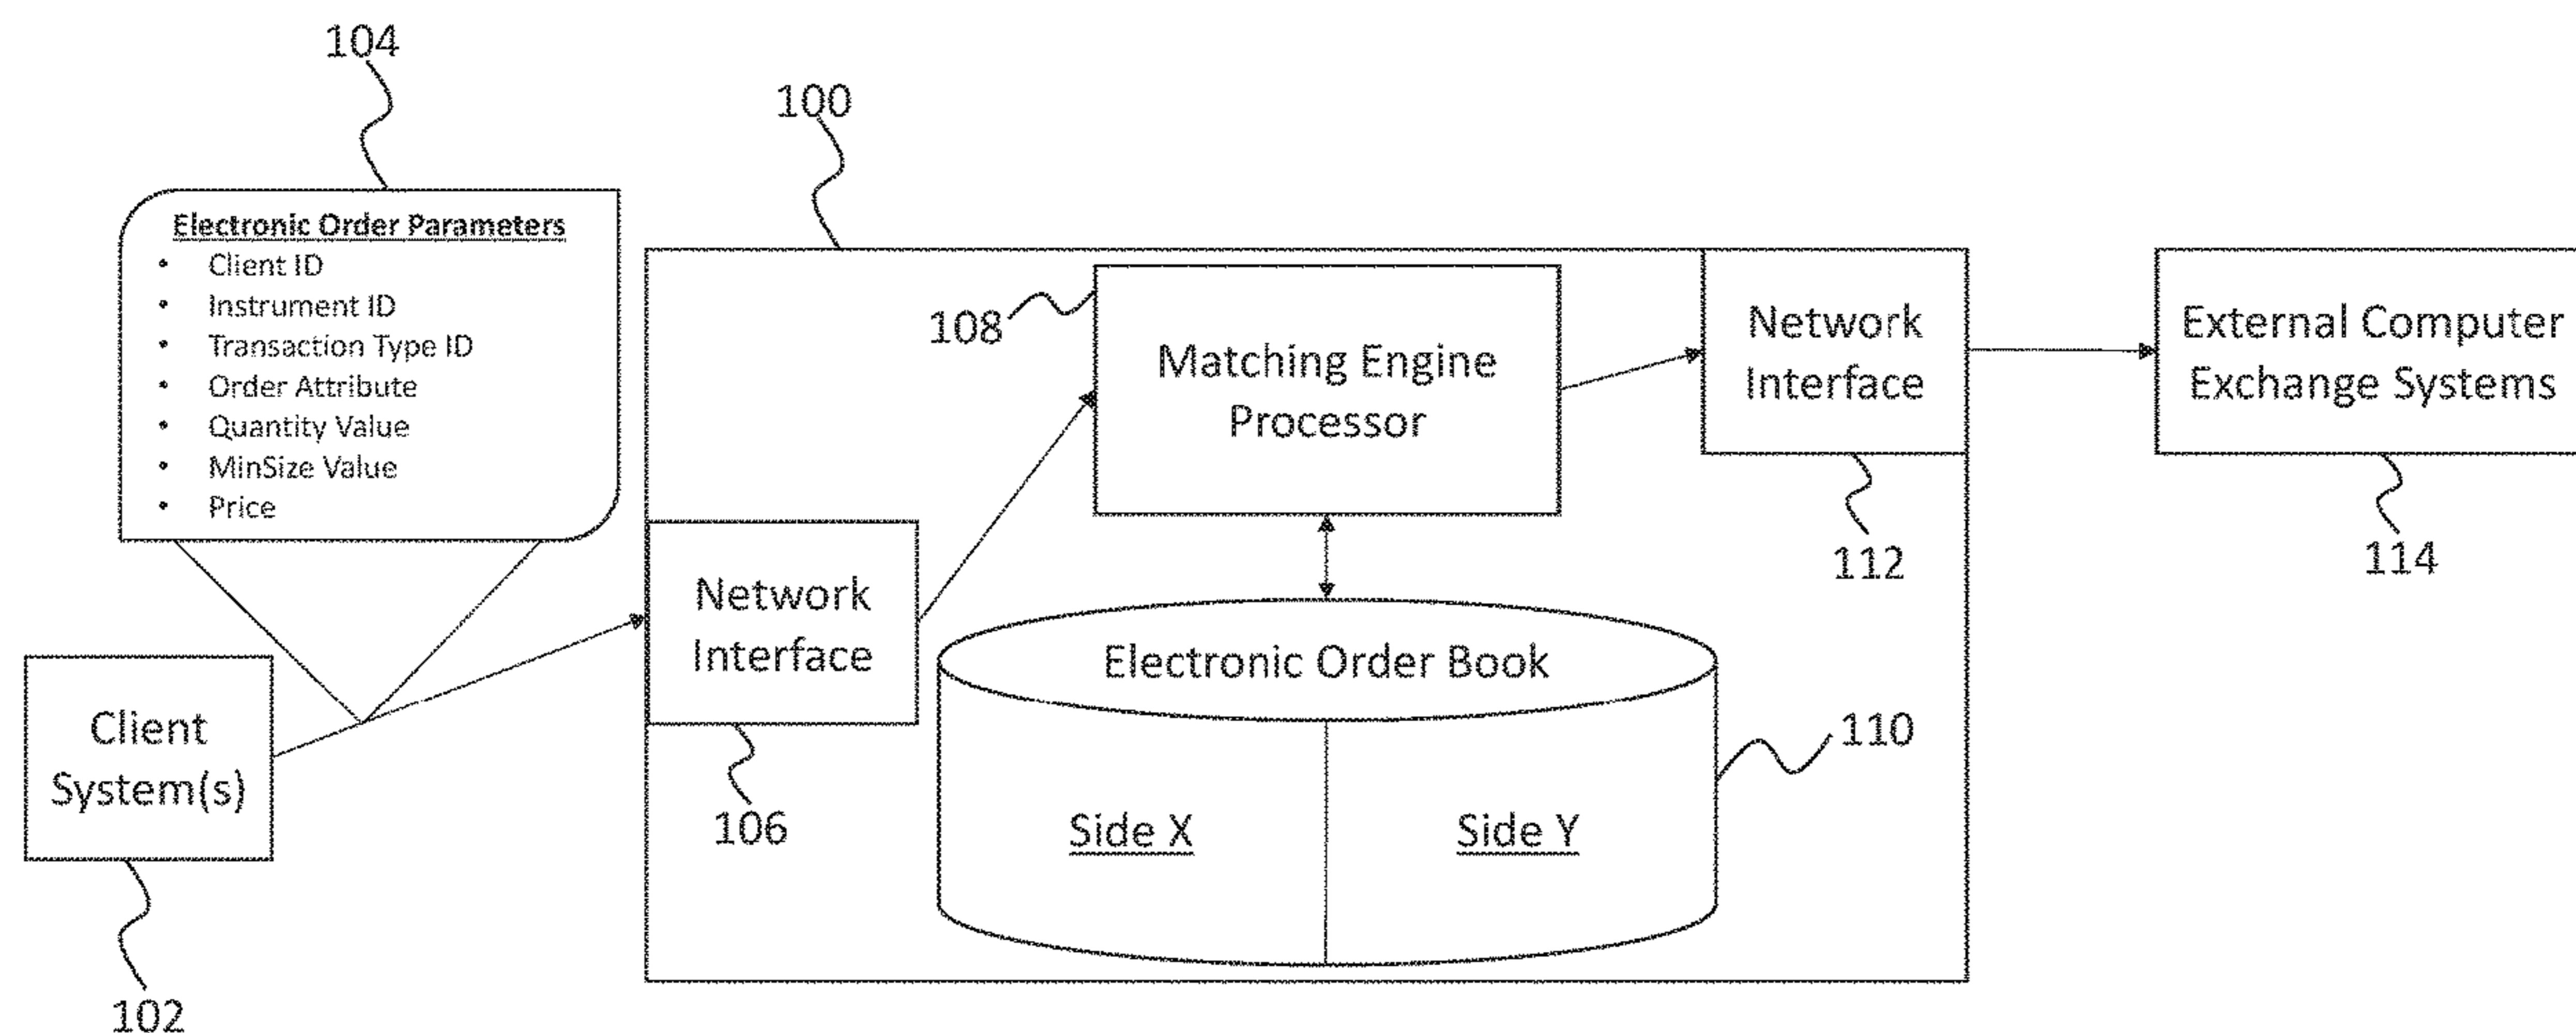 104
Electronic Order Parameters
• Client ID
• Instrument ID
• Transaction Type ID
• Order Attribute
• Quantity Value
• MinSize Value
• Price
100
108
Matching Engine
Processor
Network
Interface
112
External Computer
Exchange Systems
114
Network
Interface
106
Client
System(s)
102
Electronic Order Book
Side X
Side Y
110